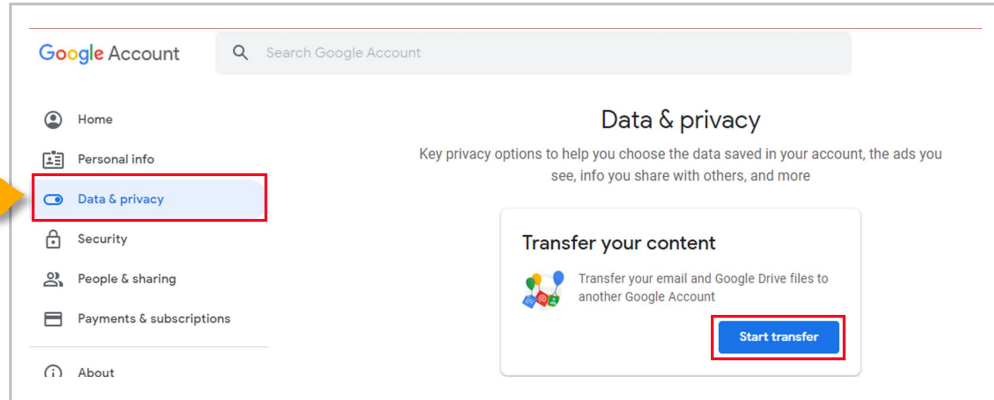 Google Account
Search Google Account
Home
Personal info
Data & privacy
Security
People & sharing
Payments & subscriptions
About
Data & privacy
Key privacy options to help you choose the data saved in your account, the ads you
see, info you share with others, and more
Transfer your content
Transfer your email and Google Drive files to
another Google Account
Start transfer